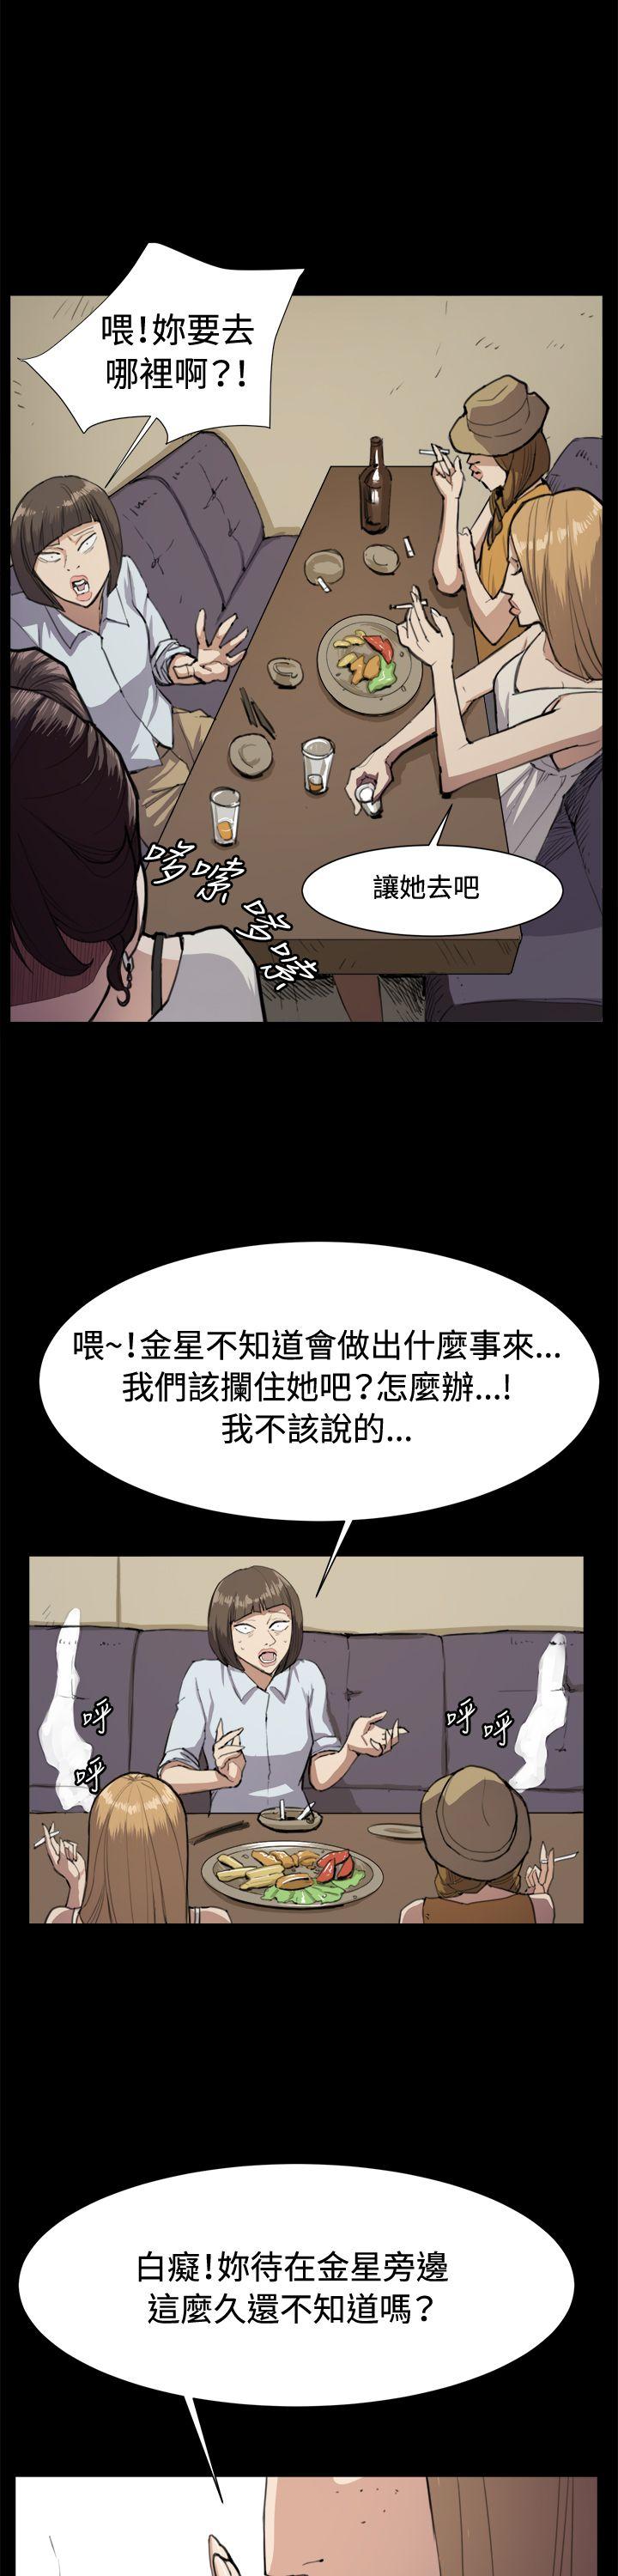 喂!妳要去
哪裡啊?!
讓她去吧
哆嗦
哆嗦
喂~!金星不知道會做出什麼事來...
我們該攔住她吧?怎麼辦...!
我不該說的...
呼
呼
呼
呼
白癡!妳待在金星旁邊
這麼久還不知道嗎?